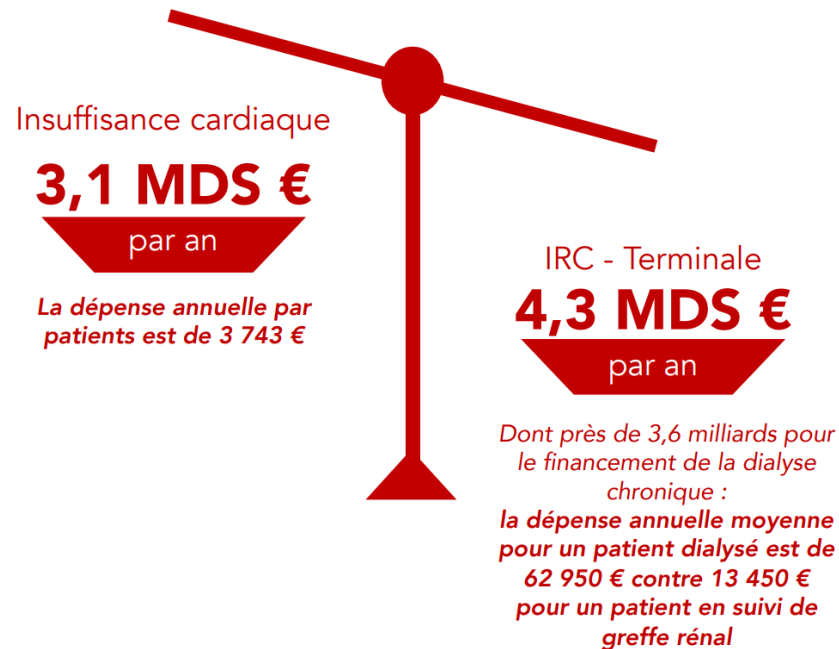 Insuffisance cardiaque
3,1 MDS €
par an
La dépense annuelle par
patients est de 3 743 €
IRC - Terminale
4,3 MDS €
par an
Dont près de 3,6 milliards pour
le financement de la dialyse
chronique :
la dépense annuelle moyenne
pour un patient dialysé est de
62 950 € contre 13 450 €
pour un patient en suivi de
greffe rénal